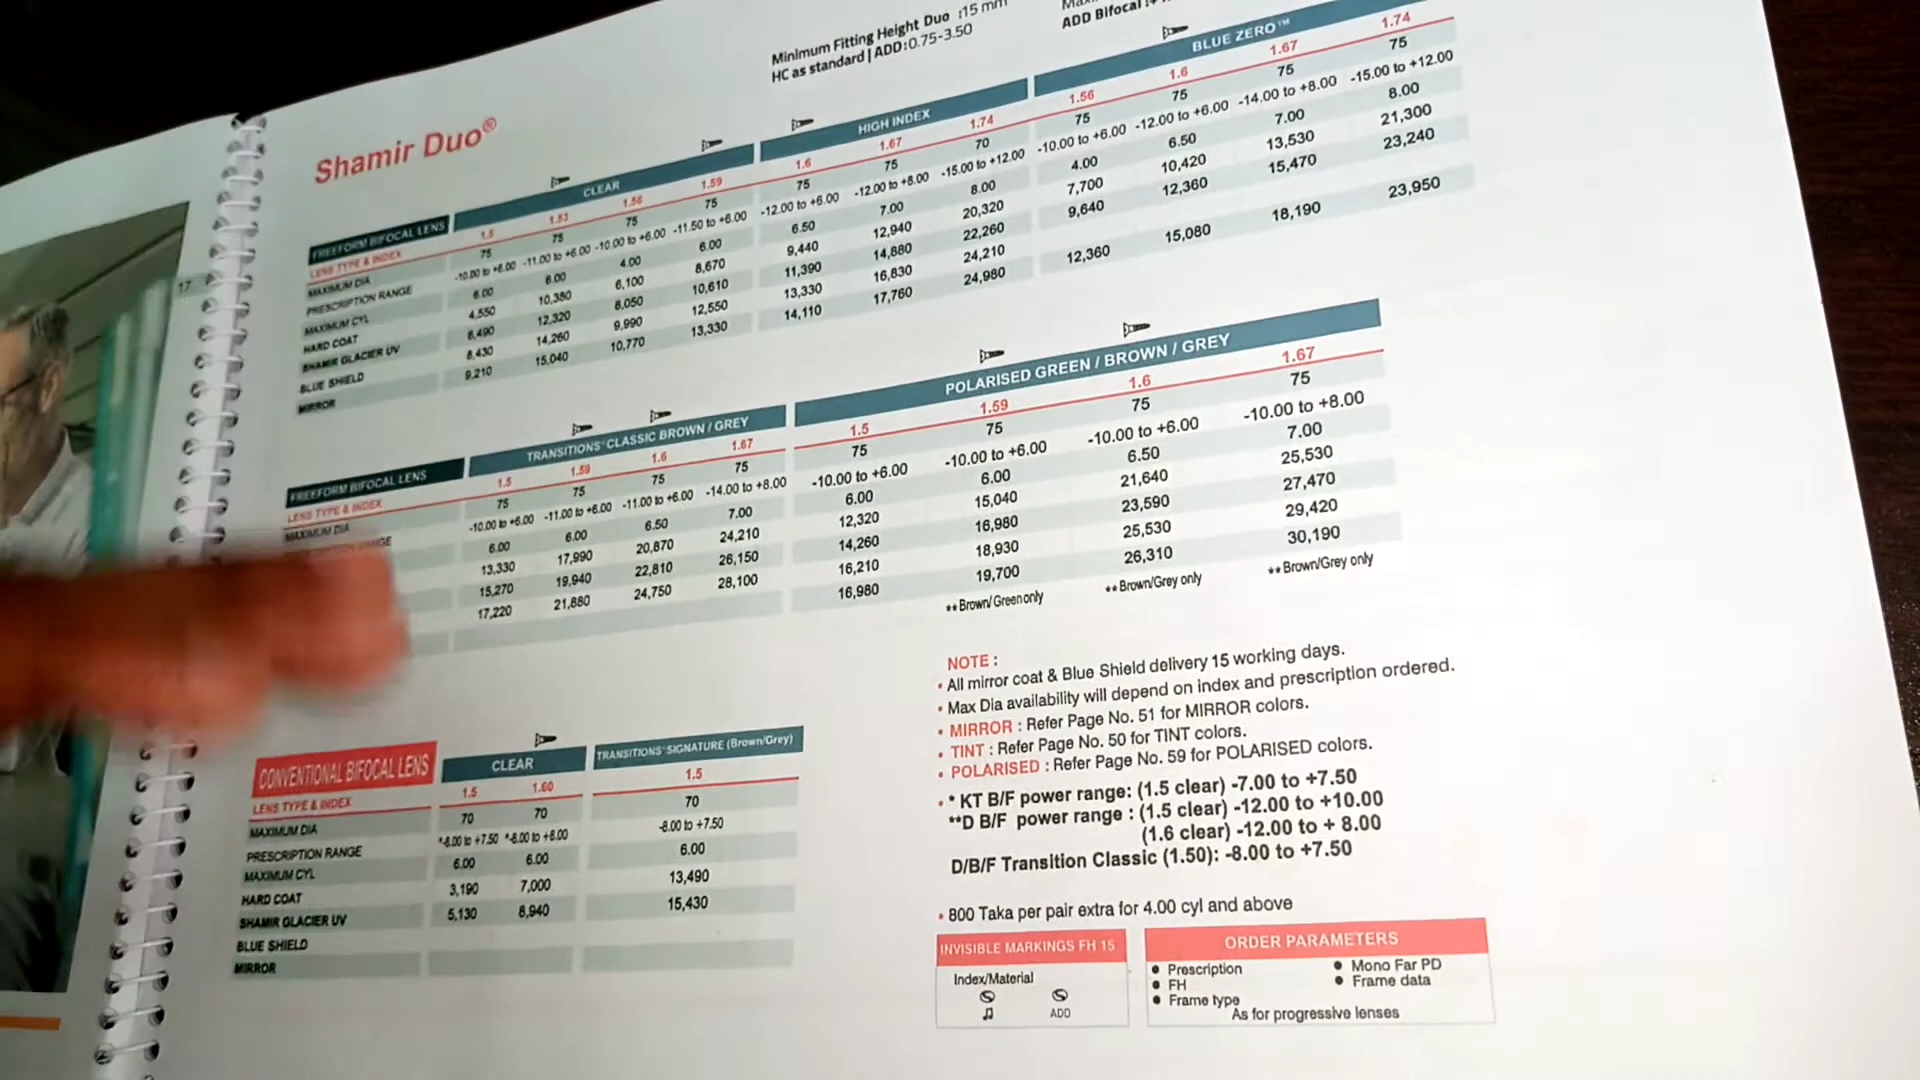 Minimum Fitting Height Duo :15 mm
HC as standard | ADD:0.75-3.50
ADD Bifocal
Shamir Duo®
FREEFORM BIFOCAL LENS CLEAR HIGH INDEX BLUE ZERO™
LENS TYPE & INDEX 1.5 1.53 1.56 1.59 1.6 1.67 1.74 1.56 1.6 1.67 1.74
MAXIMUM DIA 75 75 75 75 75 75 70 75 75 75 75
PRESCRIPTION RANGE -10.00 to +6.00 -11.00 to +6.00 -10.00 to +6.00 -11.50 to +6.00 -12.00 to +6.00 -12.00 to +8.00 -15.00 to +12.00 -10.00 to +6.00 -12.00 to +6.00 -14.00 to +8.00 -15.00 to +12.00
MAXIMUM CYL 6.00 6.00 4.00 6.00 6.50 7.00 8.00 4.00 6.50 7.00 8.00
HARD COAT 4,550 10,380 6,100 8,670 9,440 12,940 20,320 7,700 10,420 13,530 21,300
SHAMIR GLACIER UV 6,490 12,320 8,050 10,610 11,390 14,880 22,260 9,640 12,360 15,470 23,240
BLUE SHIELD 8,430 14,260 9,990 12,550 13,330 16,830 24,210
MIRROR 9,210 15,040 10,770 13,330 14,110 17,760 24,980 12,360 15,080 18,190 23,950
17
FREEFORM BIFOCAL LENS TRANSITIONS® CLASSIC BROWN / GREY POLARISED GREEN / BROWN / GREY
LENS TYPE & INDEX 1.5 1.59 1.6 1.67 1.5 1.59 1.6 1.67
MAXIMUM DIA 75 75 75 75 75 75 75 75
-10.00 to +6.00 -11.00 to +6.00 -11.00 to +6.00 -14.00 to +8.00 -10.00 to +6.00 -10.00 to +6.00 -10.00 to +6.00 -10.00 to +8.00
6.00 6.00 6.50 7.00 6.00 6.00 6.50 7.00
13,330 17,990 20,870 24,210 12,320 15,040 21,640 25,530
15,270 19,940 22,810 26,150 14,260 16,980 23,590 27,470
17,220 21,880 24,750 28,100 16,210 18,930 25,530 29,420
16,980 19,700 26,310 30,190
**Brown/Green only **Brown/Grey only **Brown/Grey only
CONVENTIONAL BIFOCAL LENS CLEAR TRANSITIONS® SIGNATURE (Brown/Grey)
LENS TYPE & INDEX 1.5 1.60 1.5
MAXIMUM DIA 70 70 70
PRESCRIPTION RANGE *-8.00 to +7.50 *-8.00 to +8.00 -8.00 to +7.50
MAXIMUM CYL 6.00 6.00 6.00
HARD COAT 3,190 7,000 13,490
SHAMIR GLACIER UV 5,130 8,940 15,430
BLUE SHIELD
MIRROR
NOTE :
• All mirror coat & Blue Shield delivery 15 working days.
• Max Dia availability will depend on index and prescription ordered.
• MIRROR : Refer Page No. 51 for MIRROR colors.
• TINT : Refer Page No. 50 for TINT colors.
• POLARISED : Refer Page No. 59 for POLARISED colors.
• * KT B/F power range: (1.5 clear) -7.00 to +7.50
**D B/F power range : (1.5 clear) -12.00 to +10.00
(1.6 clear) -12.00 to + 8.00
D/B/F Transition Classic (1.50): -8.00 to +7.50
• 800 Taka per pair extra for 4.00 cyl and above
INVISIBLE MARKINGS FH 15
Index/Material
ADD
ORDER PARAMETERS
• Prescription • Mono Far PD
• FH • Frame data
• Frame type
As for progressive lenses